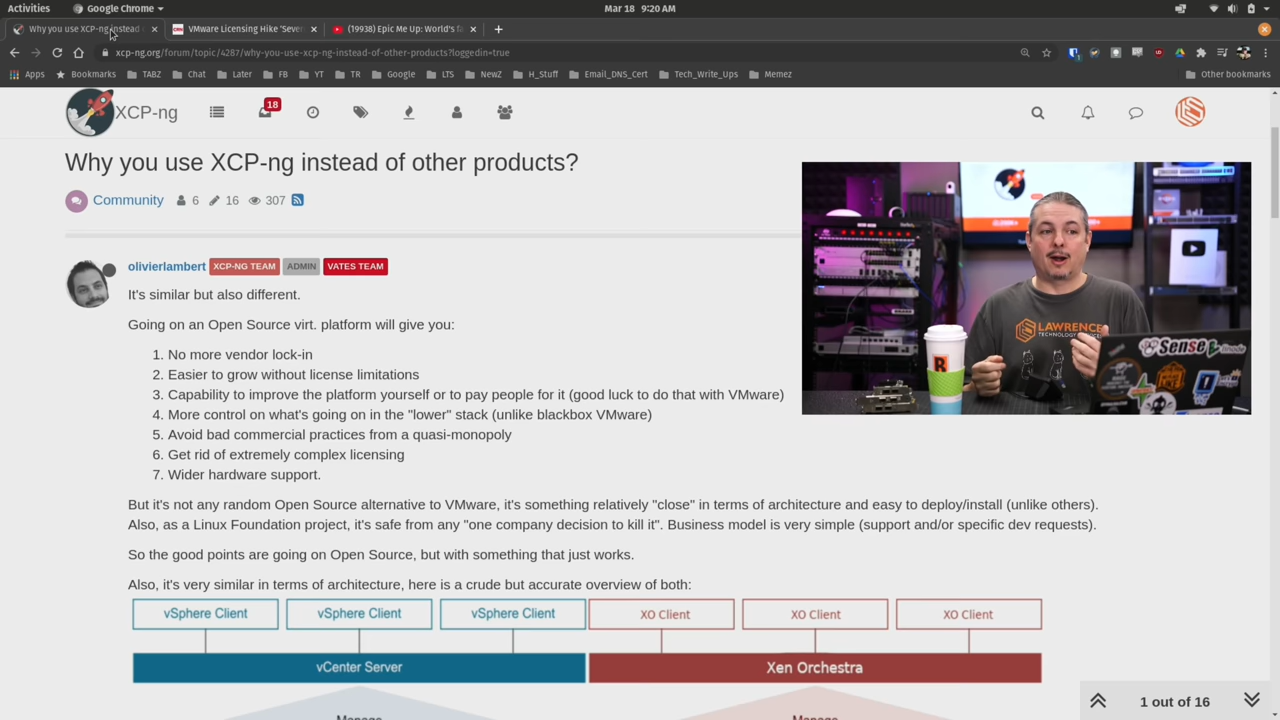 Activities
Google Chrome
Mar 18 9:20 AM
Why you use XCP-ng instead o
VMware Licensing Hike 'Sever
(19938) Epic Me Up: World's fa
xcp-ng.org/forum/topic/4287/why-you-use-xcp-ng-instead-of-other-products?loggedin=true
Apps
Bookmarks
TABZ
Chat
Later
FB
YT
TR
Google
LTS
NewZ
H_Stuff
Email_DNS_Cert
Tech_Write_Ups
Memez
Other bookmarks
XCP-ng
18
Why you use XCP-ng instead of other products?
Community 6 16 307
olivierlambert XCP-NG TEAM ADMIN VATES TEAM
It's similar but also different.
Going on an Open Source virt. platform will give you:
1. No more vendor lock-in
2. Easier to grow without license limitations
3. Capability to improve the platform yourself or to pay people for it (good luck to do that with VMware)
4. More control on what's going on in the "lower" stack (unlike blackbox VMware)
5. Avoid bad commercial practices from a quasi-monopoly
6. Get rid of extremely complex licensing
7. Wider hardware support.
LAWRENCE
TECHNOLOGY SERVICES
Sense
R
But it's not any random Open Source alternative to VMware, it's something relatively "close" in terms of architecture and easy to deploy/install (unlike others).
Also, as a Linux Foundation project, it's safe from any "one company decision to kill it". Business model is very simple (support and/or specific dev requests).
So the good points are going on Open Source, but with something that just works.
Also, it's very similar in terms of architecture, here is a crude but accurate overview of both:
vSphere Client
vSphere Client
vSphere Client
XO Client
XO Client
XO Client
vCenter Server
Xen Orchestra
Manage
Manage
1 out of 16